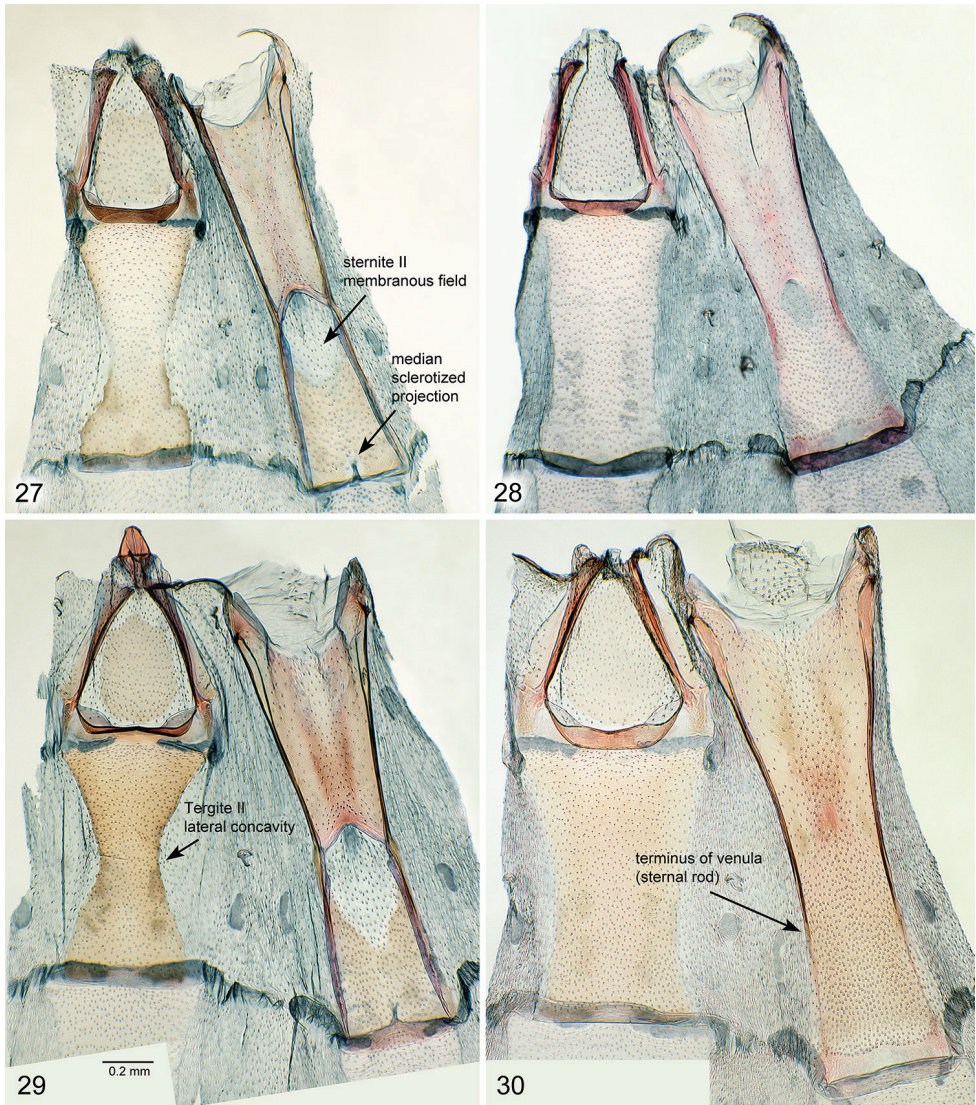 sternite II
membranous field
median
sclerotized
projection
27
28
Tergite II
lateral concavity
0.2 mm
29
terminus of venula
(sternal rod)
30